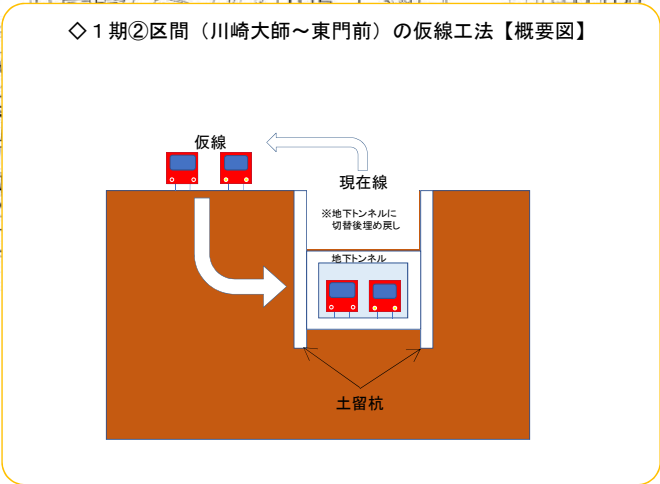 ◇１期②区間（川崎大師～東門前）の仮線工法【概要図】
仮線
現在線
※地下トンネルに
切替後埋め戻し
地下トンネル
土留杭